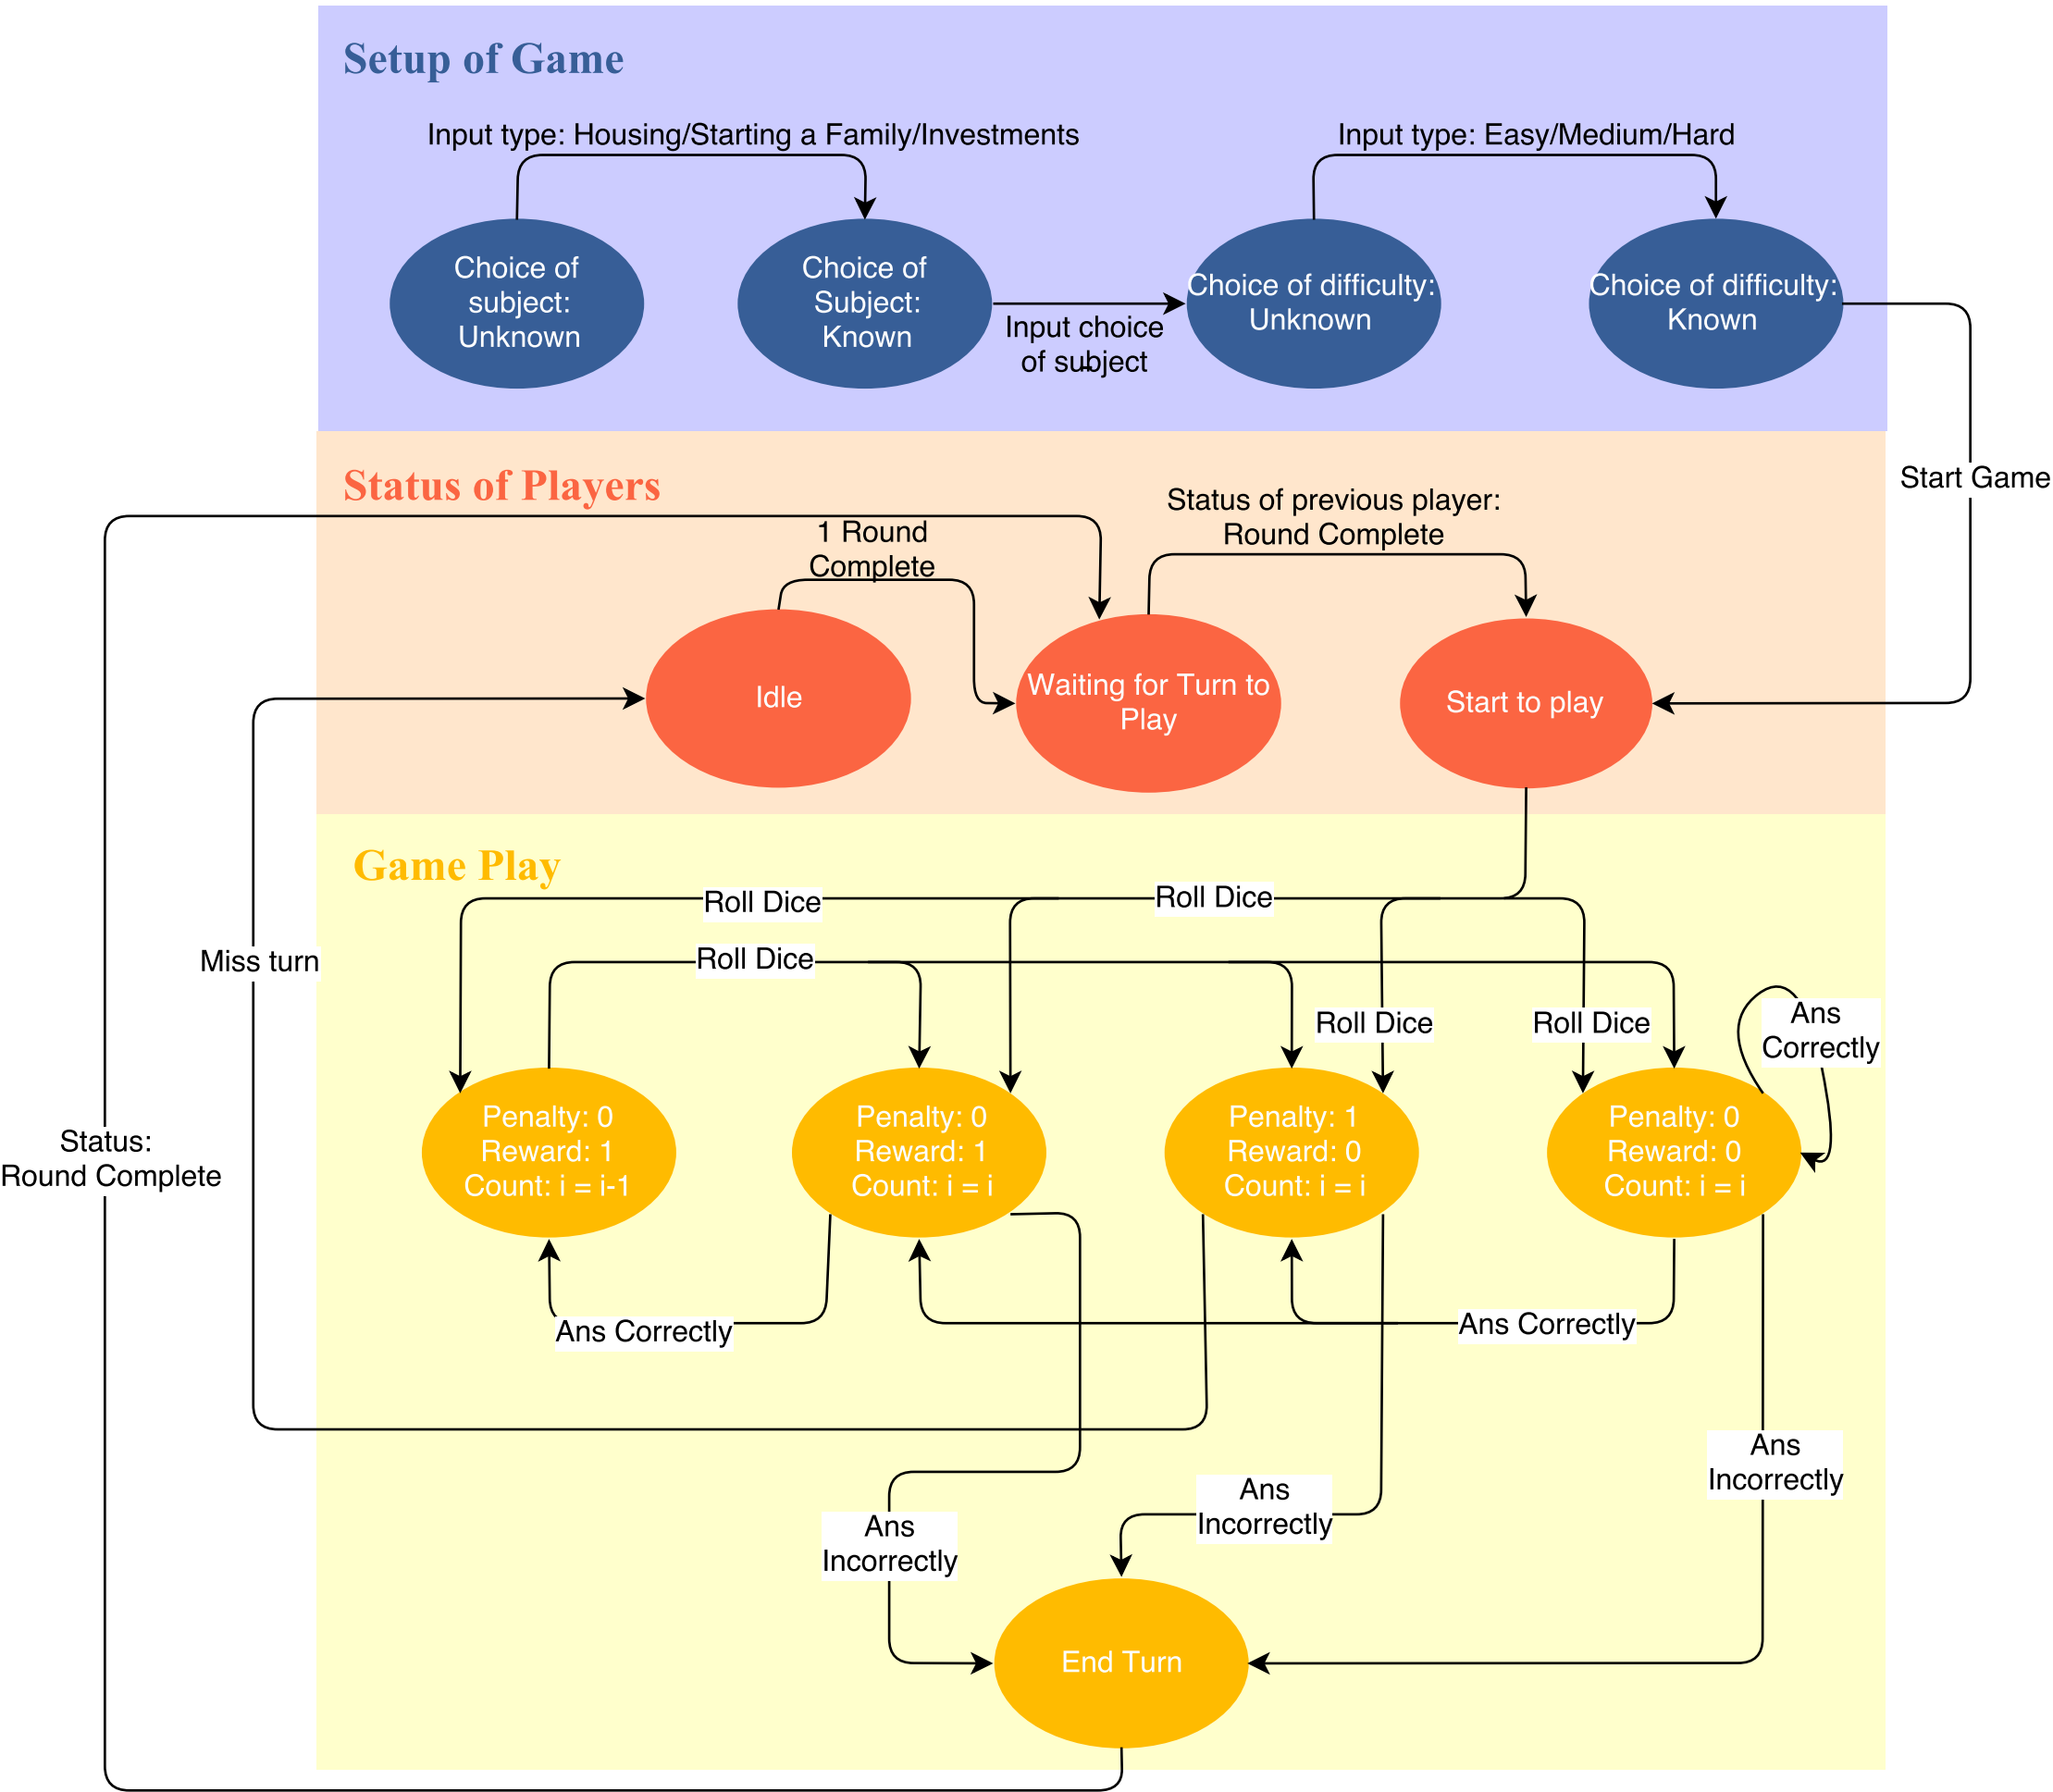 Setup of Game
Input type: Housing/Starting a Family/Investments
Input type: Easy/Medium/Hard
Choice of
subject:
Unknown
Choice of
Subject:
Known
Input choice
of subject
Choice of difficulty:
Unknown
Choice of difficulty:
Known
Start Game
Status of Players
1 Round
Complete
Status of previous player:
Round Complete
Idle
Waiting for Turn to
Play
Start to play
Game Play
Roll Dice
Roll Dice
Roll Dice
Miss turn
Roll Dice
Roll Dice
Ans
Correctly
Penalty: 0
Reward: 1
Count: i = i-1
Penalty: 0
Reward: 1
Count: i = i
Penalty: 1
Reward: 0
Count: i = i
Penalty: 0
Reward: 0
Count: i = i
Status:
Round Complete
Ans Correctly
Ans Correctly
Ans
Incorrectly
Ans
Incorrectly
Ans
Incorrectly
End Turn